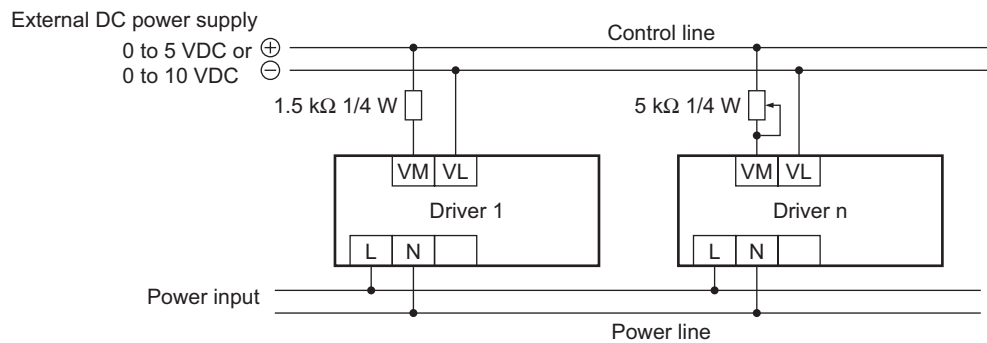 External DC power supply
0 to 5 VDC or ⊕
0 to 10 VDC ⊖
Control line
1.5 kΩ 1/4 W
5 kΩ 1/4 W
VM VL
VM VL
Driver 1
Driver n
L N
L N
Power input
Power line